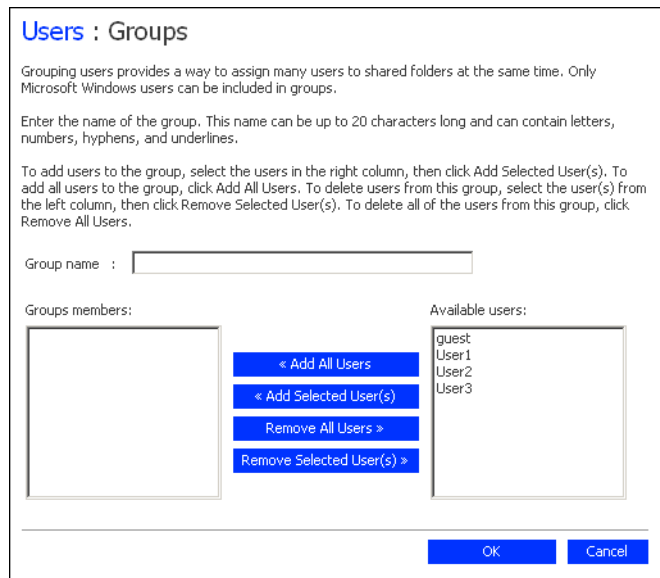 Users : Groups
Grouping users provides a way to assign many users to shared folders at the same time. Only
Microsoft Windows users can be included in groups.
Enter the name of the group. This name can be up to 20 characters long and can contain letters,
numbers, hyphens, and underlines.
To add users to the group, select the users in the right column, then click Add Selected User(s). To
add all users to the group, click Add All Users. To delete users from this group, select the user(s) from
the left column, then click Remove Selected User(s). To delete all of the users from this group, click
Remove All Users.
Group name :
Groups members:
Available users:
guest
User1
User2
User3
« Add All Users
« Add Selected User(s)
Remove All Users »
Remove Selected User(s) »
OK
Cancel